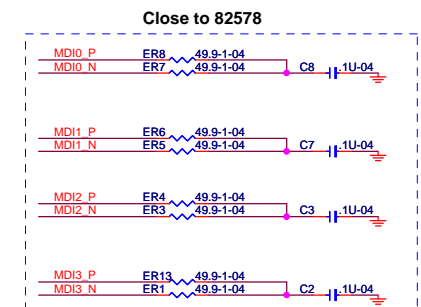 Close to 82578
MDI0_P ER8 49.9-1-04
MDI0_N ER7 49.9-1-04 C8 .1U-04
MDI1_P ER6 49.9-1-04
MDI1_N ER5 49.9-1-04 C7 .1U-04
MDI2_P ER4 49.9-1-04
MDI2_N ER3 49.9-1-04 C3 .1U-04
MDI3_P ER13 49.9-1-04
MDI3_N ER1 49.9-1-04 C2 .1U-04